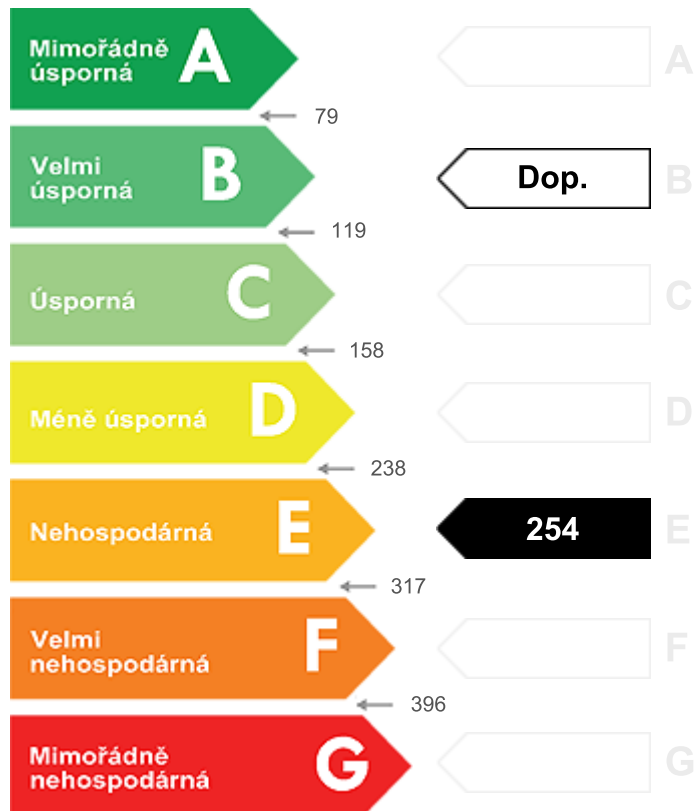 Mimořádně
úsporná
A
A
79
Velmi
úsporná
B
Dop.
B
119
Úsporná
C
C
158
Méně úsporná
D
D
238
Nehospodárná
E
254
E
317
Velmi
nehospodárná
F
F
396
Mimořádně
nehospodárná
G
G